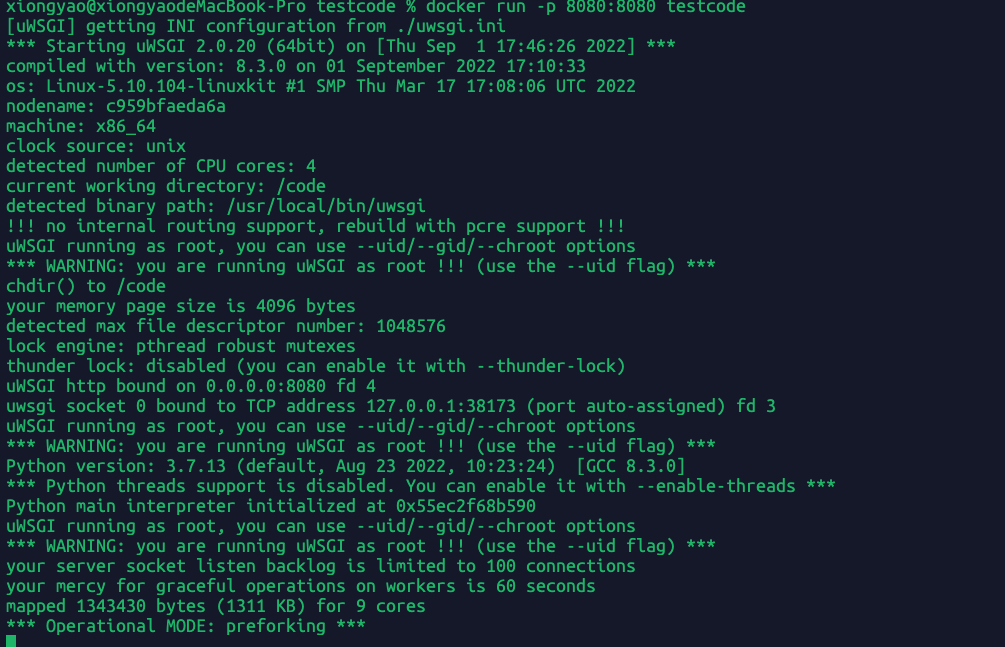 xiongyao@xiongyaodeMacBook-Pro testcode % docker run -p 8080:8080 testcode
[uWSGI] getting INI configuration from ./uwsgi.ini
*** Starting uWSGI 2.0.20 (64bit) on [Thu Sep  1 17:46:26 2022] ***
compiled with version: 8.3.0 on 01 September 2022 17:10:33
os: Linux-5.10.104-linuxkit #1 SMP Thu Mar 17 17:08:06 UTC 2022
nodename: c959bfaeda6a
machine: x86_64
clock source: unix
detected number of CPU cores: 4
current working directory: /code
detected binary path: /usr/local/bin/uwsgi
!!! no internal routing support, rebuild with pcre support !!!
uWSGI running as root, you can use --uid/--gid/--chroot options
*** WARNING: you are running uWSGI as root !!! (use the --uid flag) ***
chdir() to /code
your memory page size is 4096 bytes
detected max file descriptor number: 1048576
lock engine: pthread robust mutexes
thunder lock: disabled (you can enable it with --thunder-lock)
uWSGI http bound on 0.0.0.0:8080 fd 4
uwsgi socket 0 bound to TCP address 127.0.0.1:38173 (port auto-assigned) fd 3
uWSGI running as root, you can use --uid/--gid/--chroot options
*** WARNING: you are running uWSGI as root !!! (use the --uid flag) ***
Python version: 3.7.13 (default, Aug 23 2022, 10:23:24)  [GCC 8.3.0]
*** Python threads support is disabled. You can enable it with --enable-threads ***
Python main interpreter initialized at 0x55ec2f68b590
uWSGI running as root, you can use --uid/--gid/--chroot options
*** WARNING: you are running uWSGI as root !!! (use the --uid flag) ***
your server socket listen backlog is limited to 100 connections
your mercy for graceful operations on workers is 60 seconds
mapped 1343430 bytes (1311 KB) for 9 cores
*** Operational MODE: preforking ***